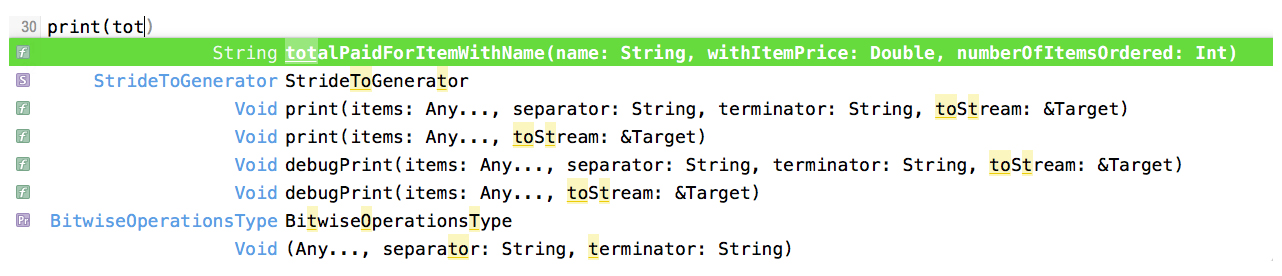 30 print(tot)
f String totalPaidForItemWithName(name: String, withItemPrice: Double, numberOfItemsOrdered: Int)
S StrideToGenerator StrideToGenerator
f Void print(items: Any..., separator: String, terminator: String, toStream: &Target)
f Void print(items: Any..., toStream: &Target)
f Void debugPrint(items: Any..., separator: String, terminator: String, toStream: &Target)
f Void debugPrint(items: Any..., toStream: &Target)
Pr BitwiseOperationsType BitwiseOperationsType
Void (Any..., separator: String, terminator: String)